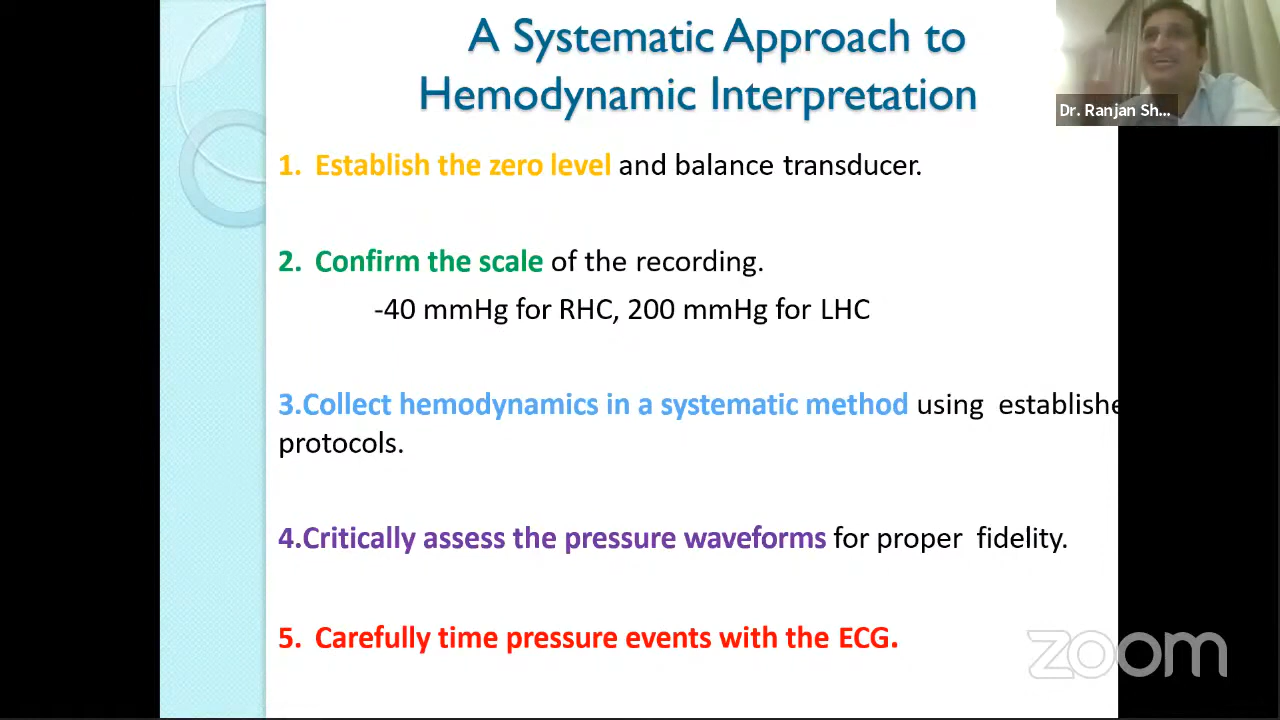 A Systematic Approach to
Hemodynamic Interpretation
Dr. Ranjan Sh...
1. Establish the zero level and balance transducer.
2. Confirm the scale of the recording.
-40 mmHg for RHC, 200 mmHg for LHC
3.Collect hemodynamics in a systematic method using establishe
protocols.
4.Critically assess the pressure waveforms for proper fidelity.
5. Carefully time pressure events with the ECG.
zoom